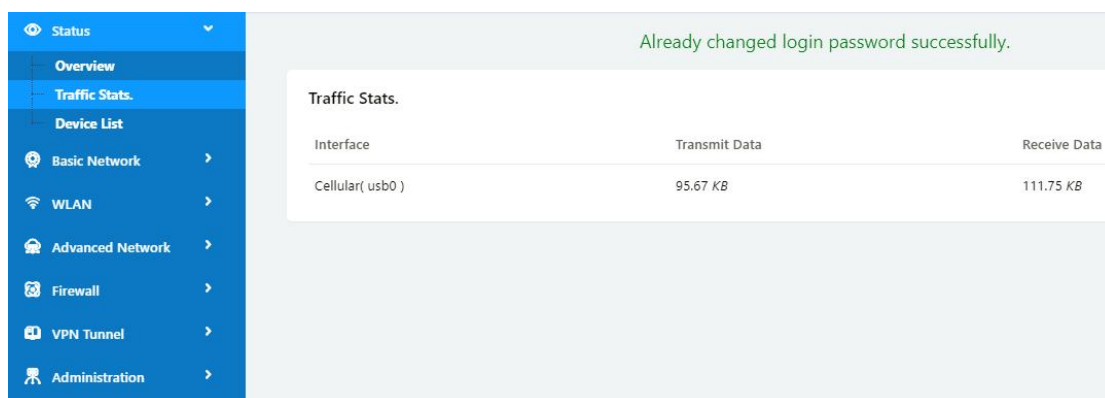 Status
Overview
Traffic Stats.
Device List
Basic Network
WLAN
Advanced Network
Firewall
VPN Tunnel
Administration
Already changed login password successfully.
Traffic Stats.
Interface Transmit Data Receive Data
Cellular( usb0 ) 95.67 KB 111.75 KB